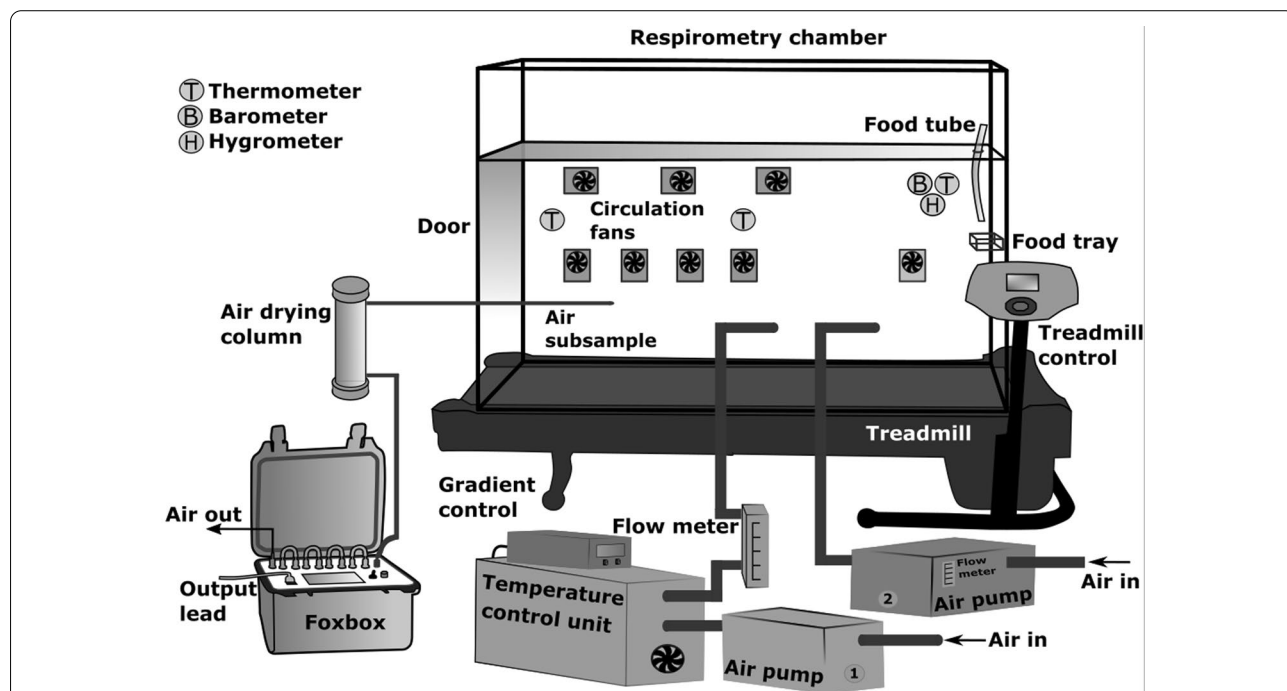 Respirometry chamber
T Thermometer
B Barometer
H Hygrometer
Food tube
B T
H
Circulation
fans
T
T
Door
Food tray
Air drying
column
Air
subsample
Treadmill
control
Treadmill
Gradient
control
Air out
Flow meter
Output
lead
Foxbox
Temperature
control unit
Flow
meter
2
Air pump
Air in
Air pump
1
Air in